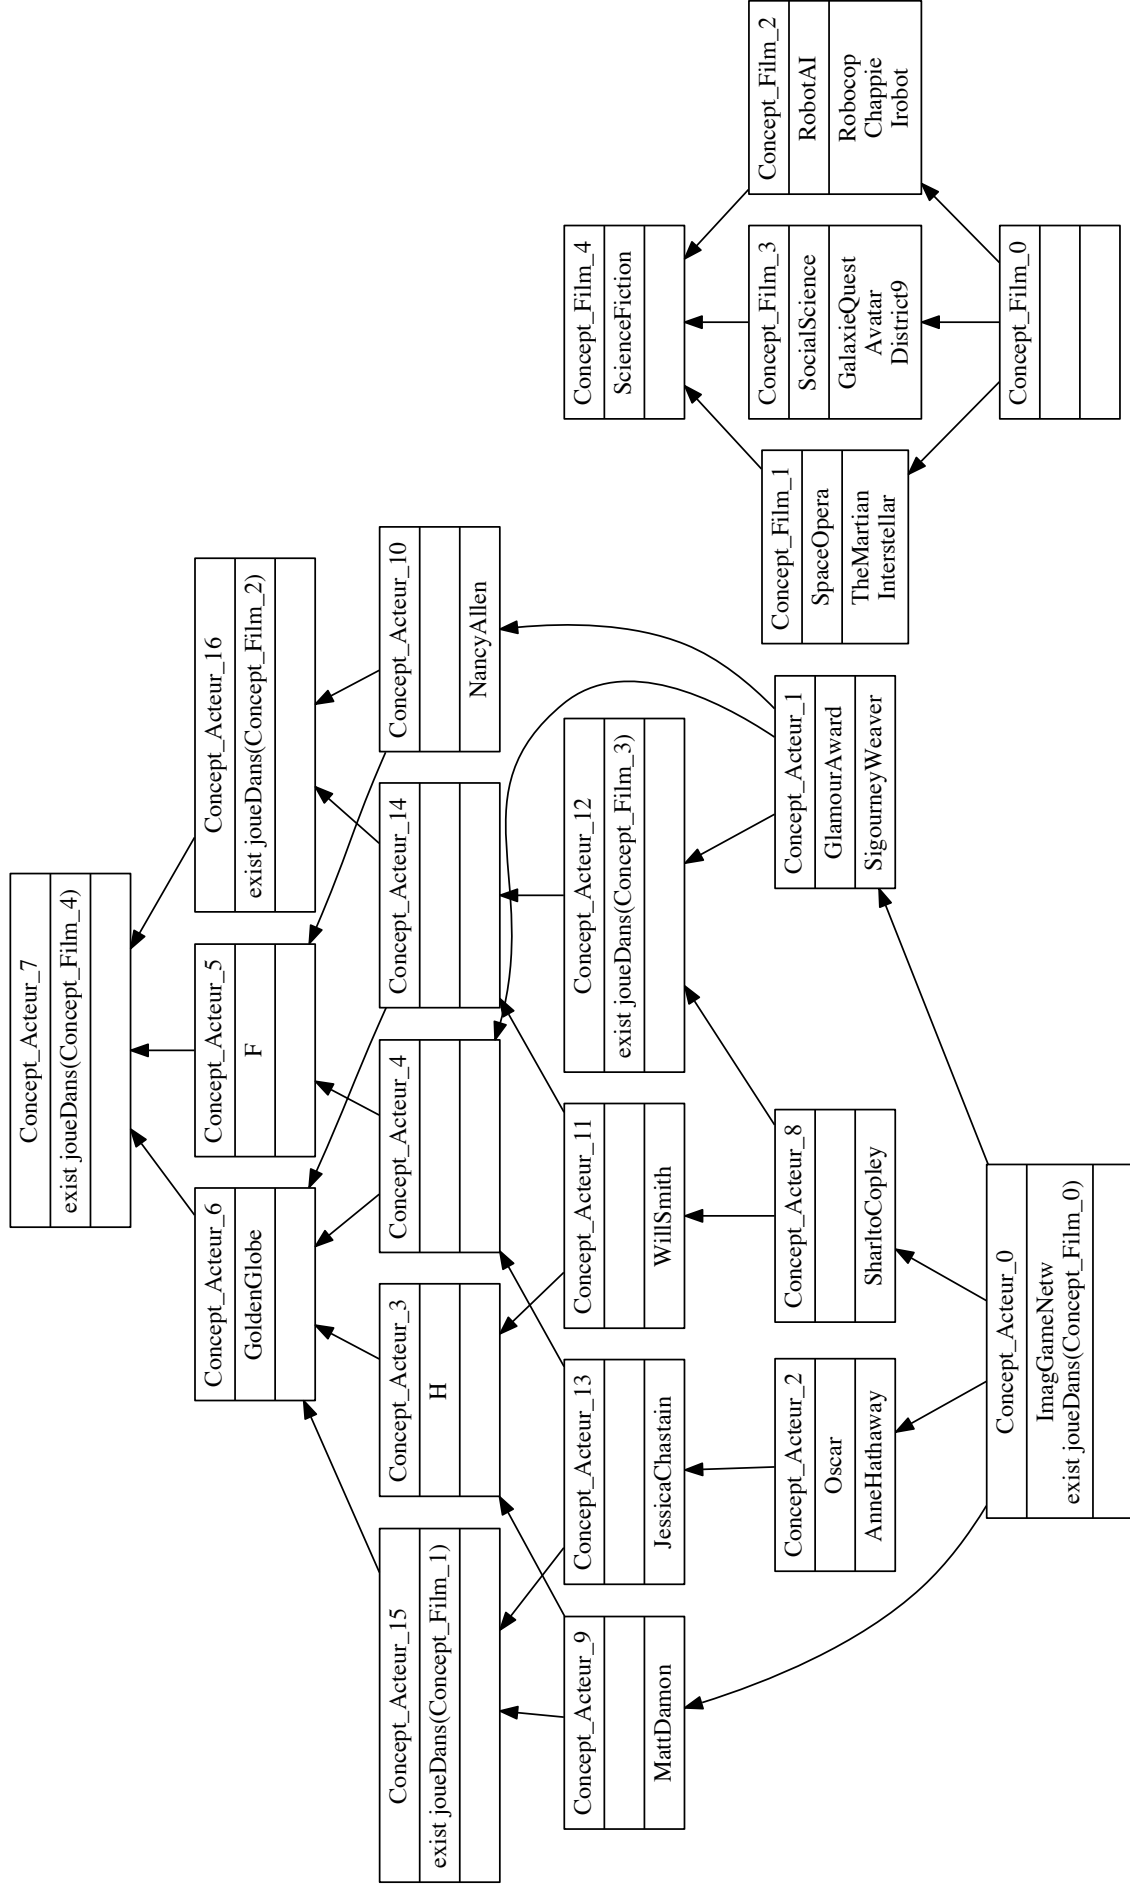 Concept_Acteur_7
exist joueDans(Concept_Film_4)
Concept_Acteur_6
GoldenGlobe
Concept_Acteur_5
F
Concept_Acteur_16
exist joueDans(Concept_Film_2)
Concept_Acteur_15
exist joueDans(Concept_Film_1)
Concept_Acteur_3
H
Concept_Acteur_4
Concept_Acteur_14
Concept_Acteur_10
NancyAllen
Concept_Acteur_9
MattDamon
Concept_Acteur_13
JessicaChastain
Concept_Acteur_11
WillSmith
Concept_Acteur_12
exist joueDans(Concept_Film_3)
Concept_Acteur_2
Oscar
AnneHathaway
Concept_Acteur_8
SharltoCopley
Concept_Acteur_1
GlamourAward
SigourneyWeaver
Concept_Acteur_0
ImagGameNetw
exist joueDans(Concept_Film_0)
Concept_Film_4
ScienceFiction
Concept_Film_1
SpaceOpera
TheMartian
Interstellar
Concept_Film_3
SocialScience
GalaxieQuest
Avatar
District9
Concept_Film_2
RobotAI
Robocop
Chappie
Irobot
Concept_Film_0